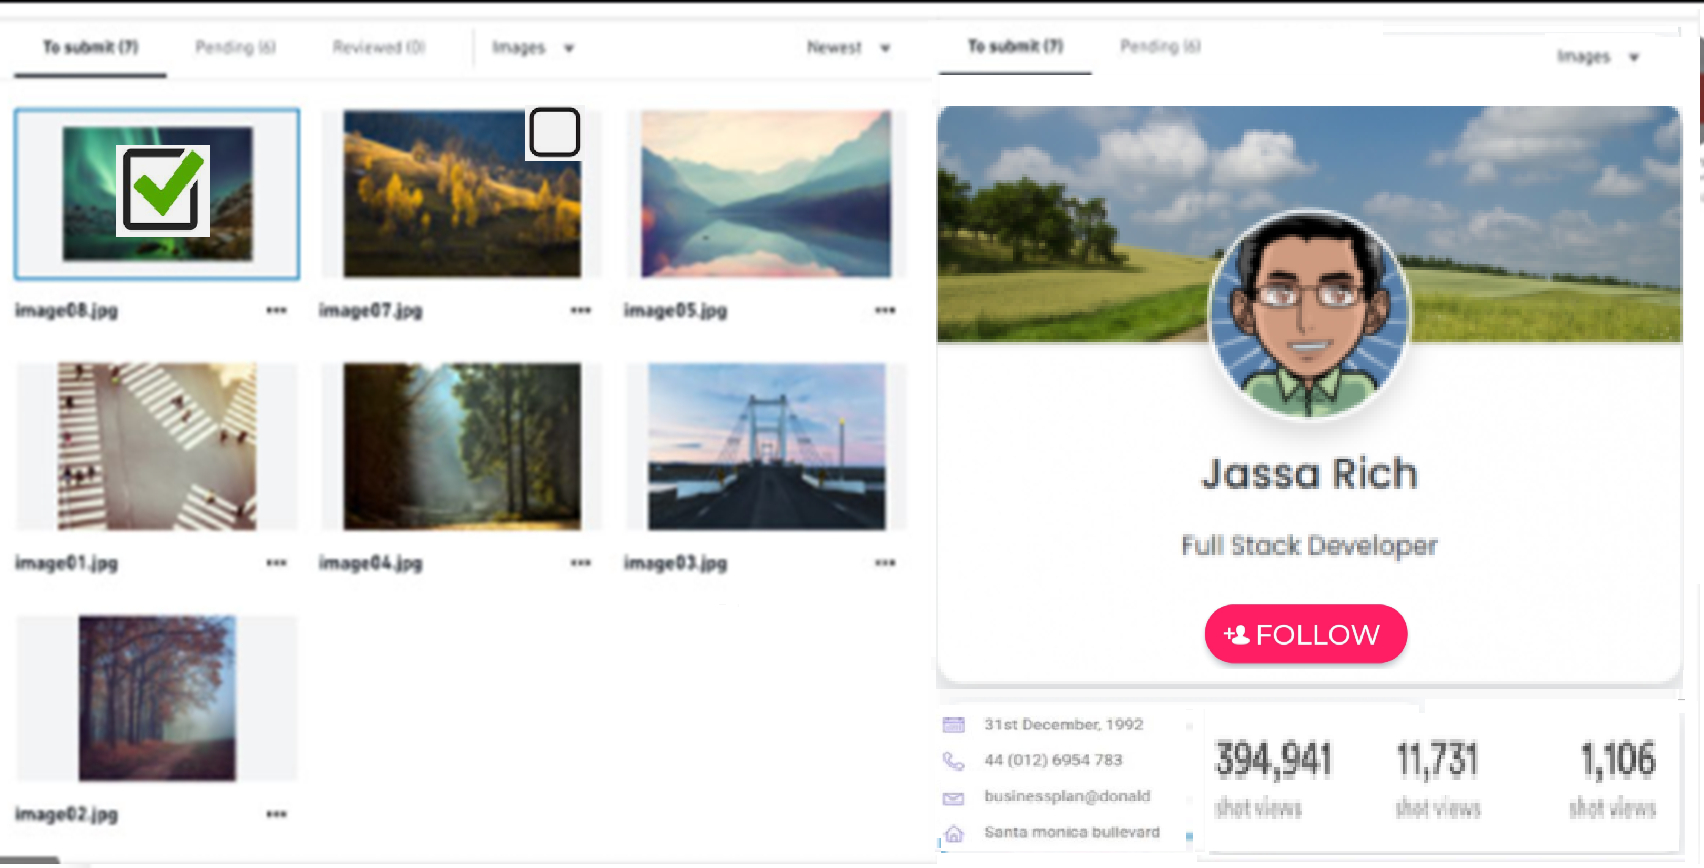 To submit (7) Pending (6) Reviewed (0) Images Newest
image08.jpg
image07.jpg
image05.jpg
image01.jpg
image04.jpg
image03.jpg
image02.jpg
To submit (7) Pending (6) Images
Jassa Rich
Full Stack Developer
FOLLOW
31st December, 1992
44 (012) 6954 783
businessplan@donald
Santa monica bullevard
394,941 11,731 1,106
shot views shot views shot views